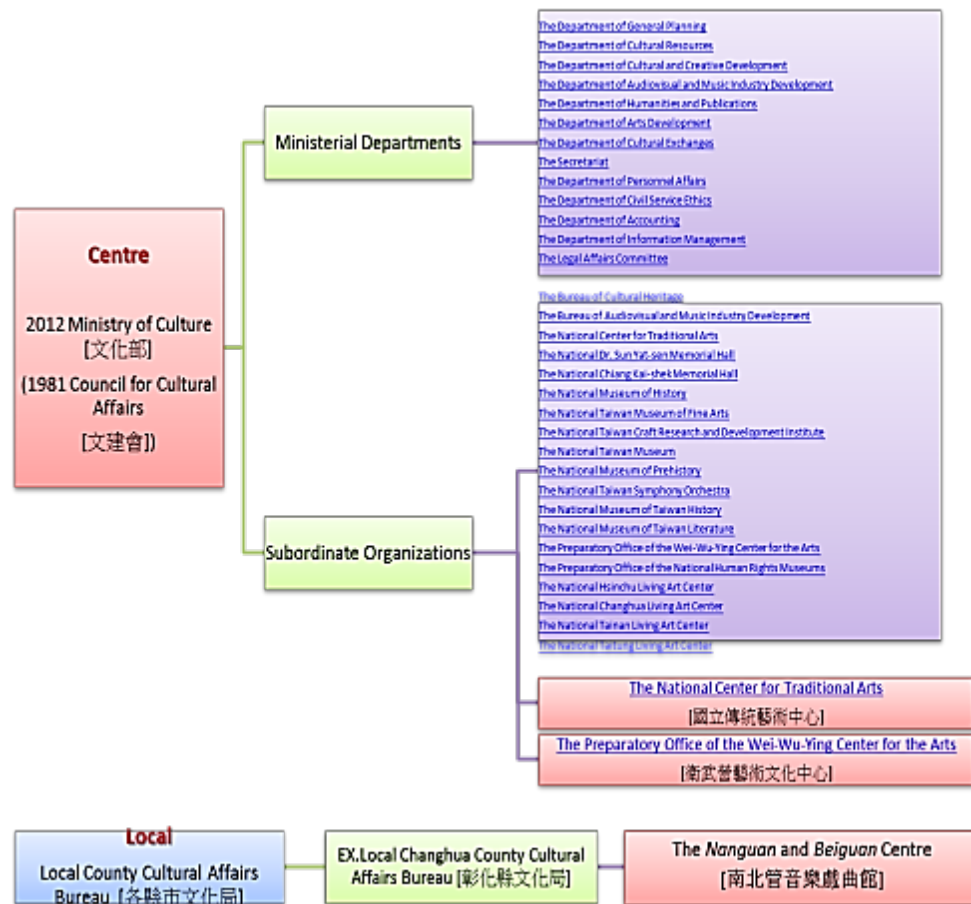 Centre
2012 Ministry of Culture
[文化部]
(1981 Council for Cultural
Affairs
[文建會])
Ministerial Departments
The Department of General Planning
The Department of Cultural Resources
The Department of Cultural and Creative Development
The Department of Audiovisual and Music Industry Development
The Department of Humanities and Publications
The Department of Arts Development
The Department of Cultural Exchanges
The Secretariat
The Department of Personnel Affairs
The Department of Civil Service Ethics
The Department of Accounting
The Department of Information Management
The Legal Affairs Committee
Subordinate Organizations
The Bureau of Cultural Heritage
The Bureau of Audiovisual and Music Industry Development
The National Center for Traditional Arts
The National Dr. Sun Yat-sen Memorial Hall
The National Chiang Kai-shek Memorial Hall
The National Museum of History
The National Taiwan Museum of Fine Arts
The National Taiwan Craft Research and Development Institute
The National Taiwan Museum
The National Museum of Prehistory
The National Taiwan Symphony Orchestra
The National Museum of Taiwan History
The National Museum of Taiwan Literature
The Preparatory Office of the Wei-Wu-Ying Center for the Arts
The Preparatory Office of the National Human Rights Museums
The National Hsinchu Living Art Center
The National Changhua Living Art Center
The National Tainan Living Art Center
The National Taitung Living Art Center
The National Center for Traditional Arts
[國立傳統藝術中心]
The Preparatory Office of the Wei-Wu-Ying Center for the Arts
[衛武營藝術文化中心]
Local
Local County Cultural Affairs
Bureau [各縣市文化局]
EX.Local Changhua County Cultural
Affairs Bureau [彰化縣文化局]
The Nanguan and Beiguan Centre
[南北管音樂戲曲館]